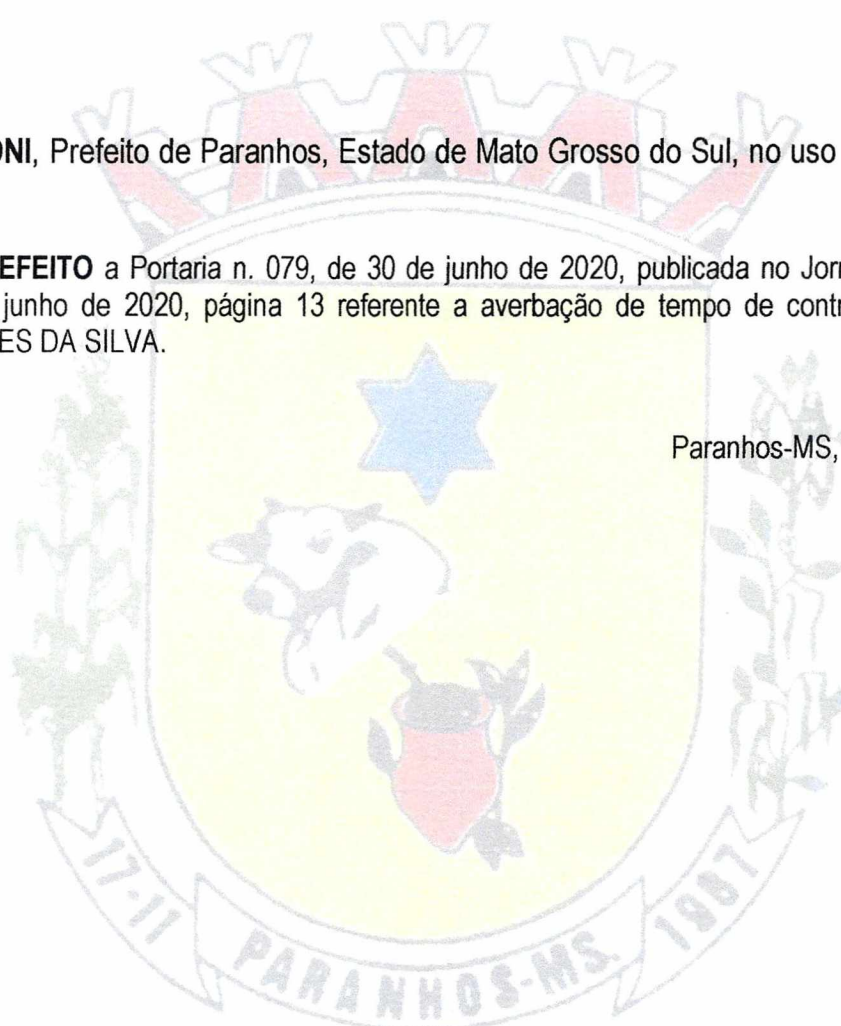 ONI, Prefeito de Paranhos, Estado de Mato Grosso do Sul, no uso
EFEITO a Portaria n. 079, de 30 de junho de 2020, publicada no Jorn
junho de 2020, página 13 referente a averbação de tempo de contr
ES DA SILVA.
Paranhos-MS,
17-11
PARANHOS-MS.
1987